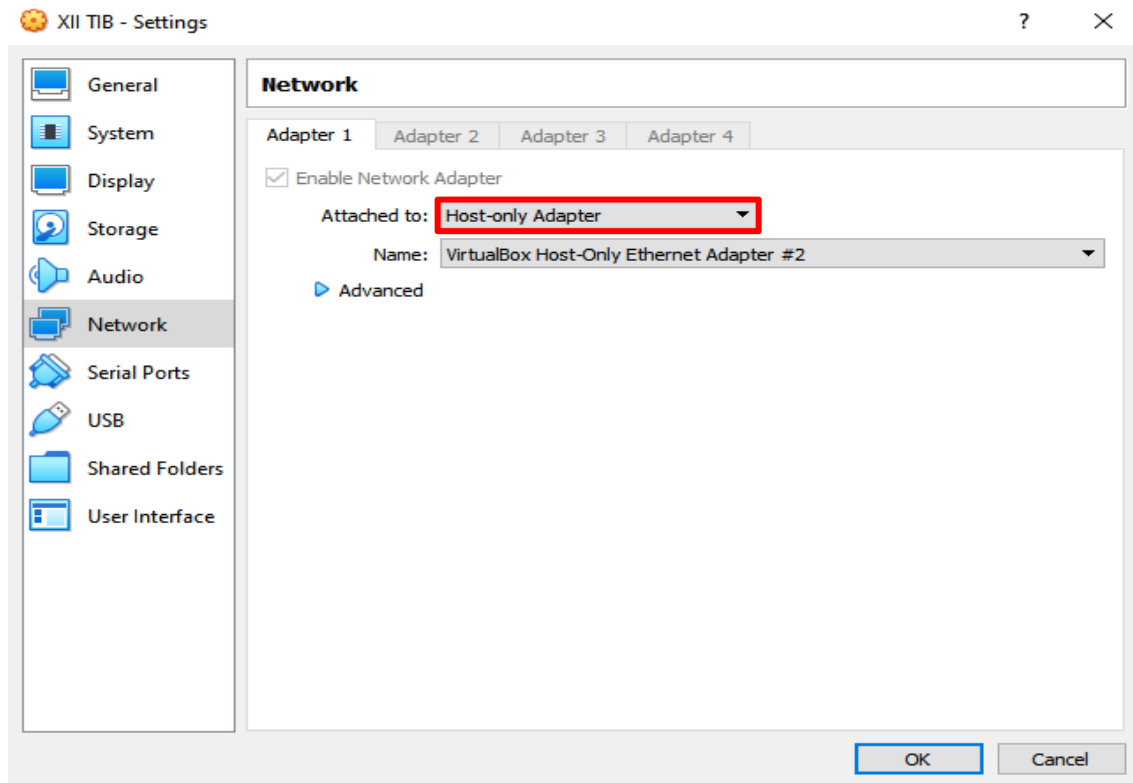 XII TIB - Settings
?
General
System
Display
Storage
Audio
Network
Serial Ports
USB
Shared Folders
User Interface
Network
Adapter 1 Adapter 2 Adapter 3 Adapter 4
Enable Network Adapter
Attached to: Host-only Adapter
Name: VirtualBox Host-Only Ethernet Adapter #2
Advanced
OK Cancel